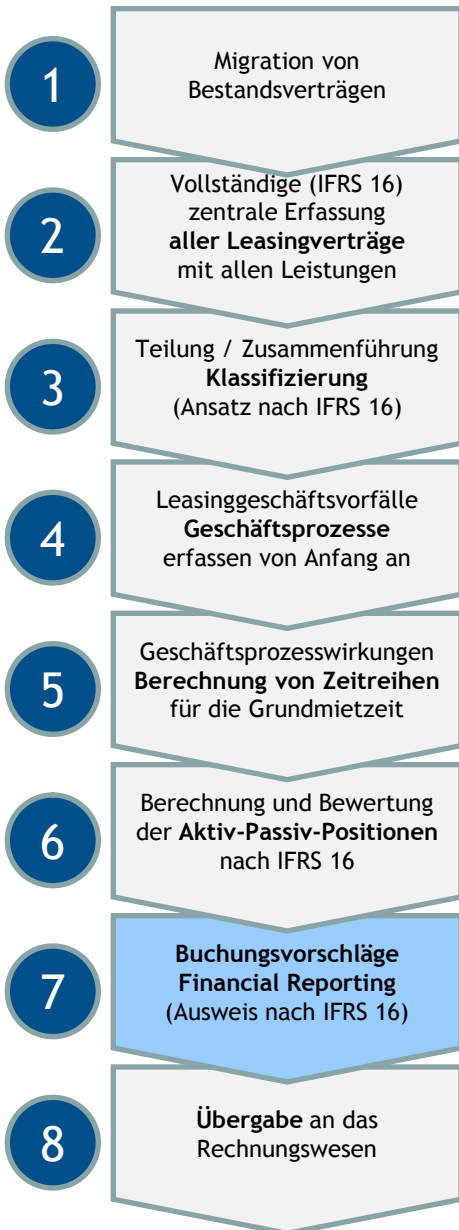 1
Migration von
Bestandsverträgen
2
Vollständige (IFRS 16)
zentrale Erfassung
aller Leasingverträge
mit allen Leistungen
3
Teilung / Zusammenführung
Klassifizierung
(Ansatz nach IFRS 16)
4
Leasinggeschäftsvorfälle
Geschäftsprozesse
erfassen von Anfang an
5
Geschäftsprozesswirkungen
Berechnung von Zeitreihen
für die Grundmietzeit
6
Berechnung und Bewertung
der Aktiv-Passiv-Positionen
nach IFRS 16
7
Buchungsvorschläge
Financial Reporting
(Ausweis nach IFRS 16)
8
Übergabe an das
Rechnungswesen